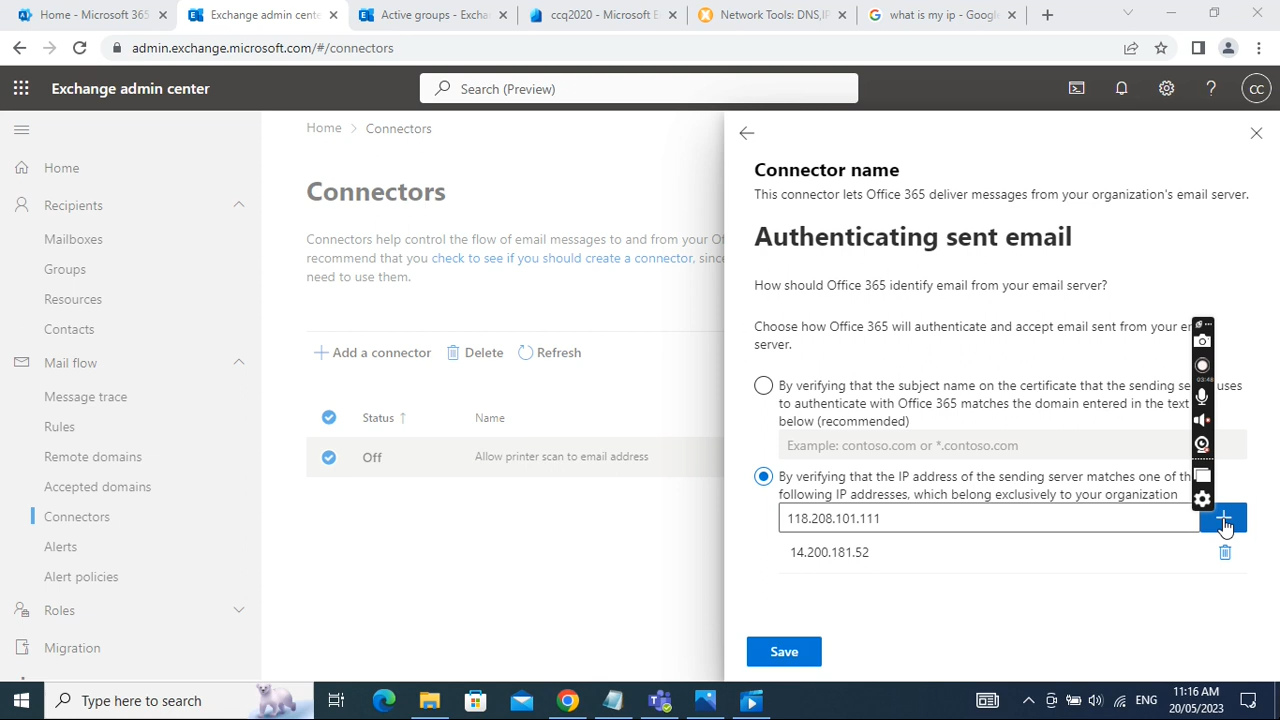 Home - Microsoft 365
Exchange admin cente
Active groups - Exchang
ccq2020 - Microsoft E
Network Tools: DNS,IP
what is my ip - Google
admin.exchange.microsoft.com/#/connectors
Exchange admin center
Search (Preview)
CC
Home > Connectors
Connectors
Connectors help control the flow of email messages to and from your Of
recommend that you check to see if you should create a connector, since
need to use them.
Add a connector
Delete
Refresh
Status ↑
Name
Off
Allow printer scan to email address
Home
Recipients
Mailboxes
Groups
Resources
Contacts
Mail flow
Message trace
Rules
Remote domains
Accepted domains
Connectors
Alerts
Alert policies
Roles
Migration
Connector name
This connector lets Office 365 deliver messages from your organization's email server.
Authenticating sent email
How should Office 365 identify email from your email server?
Choose how Office 365 will authenticate and accept email sent from your em
server.
By verifying that the subject name on the certificate that the sending se uses
to authenticate with Office 365 matches the domain entered in the text
below (recommended)
Example: contoso.com or *.contoso.com
By verifying that the IP address of the sending server matches one of th
following IP addresses, which belong exclusively to your organization
118.208.101.111
14.200.181.52
Save
03:48
Type here to search
ENG
11:16 AM
20/05/2023